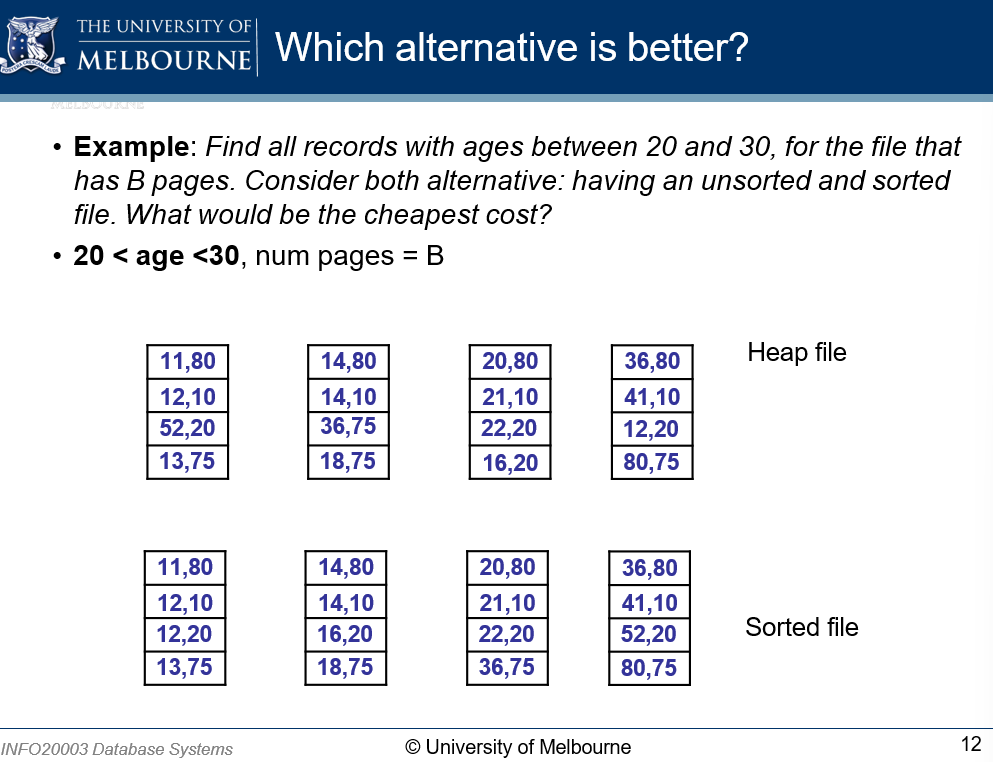 THE UNIVERSITY OF
MELBOURNE
Which alternative is better?
MELBOURNE
• Example: Find all records with ages between 20 and 30, for the file that
has B pages. Consider both alternative: having an unsorted and sorted
file. What would be the cheapest cost?
• 20 < age <30, num pages = B
Heap file
11,80 14,80 20,80 36,80
12,10 14,10 21,10 41,10
52,20 36,75 22,20 12,20
13,75 18,75 16,20 80,75
11,80 14,80 20,80 36,80
12,10 14,10 21,10 41,10
12,20 16,20 22,20 52,20
13,75 18,75 36,75 80,75
Sorted file
INFO20003 Database Systems
© University of Melbourne
12